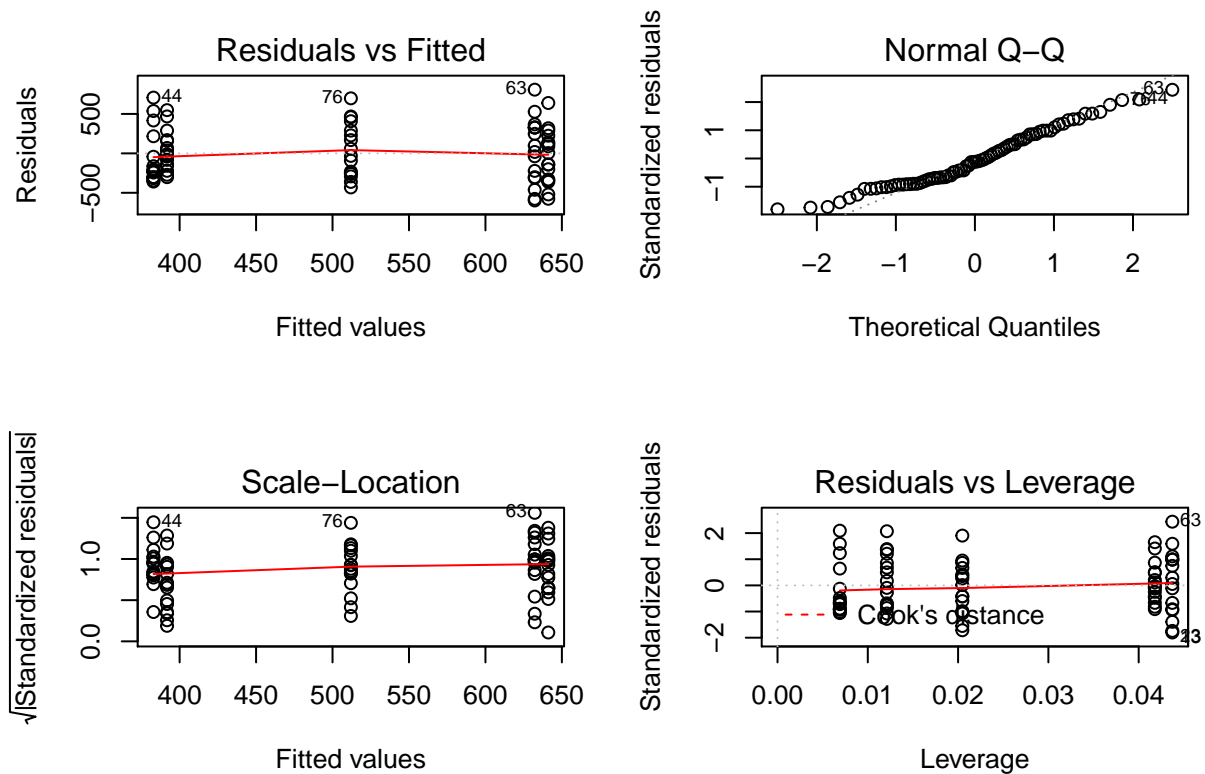 Residuals vs Fitted
Residuals
500
−500
44
76
63
400 450 500 550 600 650
Fitted values
Normal Q−Q
Standardized residuals
1
−1
63
44
−2 −1 0 1 2
Theoretical Quantiles
Scale−Location
√|Standardized residuals|
1.0
0.0
44
76
63
400 450 500 550 600 650
Fitted values
Residuals vs Leverage
Standardized residuals
2
0
−2
63
Cook's distance
0.00 0.01 0.02 0.03 0.04
Leverage